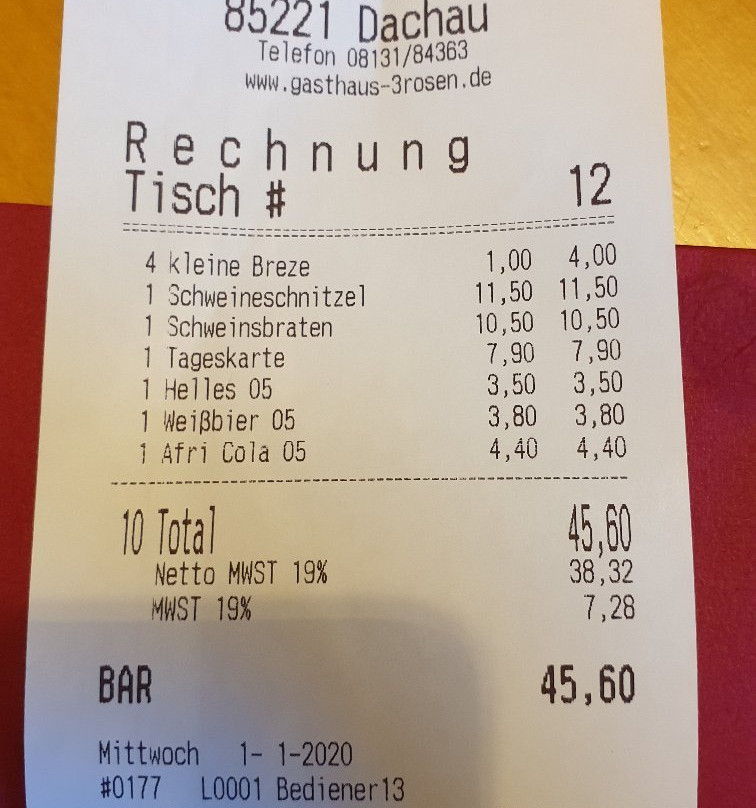 85221 Dachau
Telefon 08131/84363
www.gasthaus-3rosen.de
Rechnung
Tisch # 12
4 kleine Breze 1,00 4,00
1 Schweineschnitzel 11,50 11,50
1 Schweinsbraten 10,50 10,50
1 Tageskarte 7,90 7,90
1 Helles 05 3,50 3,50
1 Weißbier 05 3,80 3,80
1 Afri Cola 05 4,40 4,40
10 Total 45,60
Netto MWST 19% 38,32
MWST 19% 7,28
BAR 45,60
Mittwoch 1- 1-2020
#0177 L0001 Bediener13